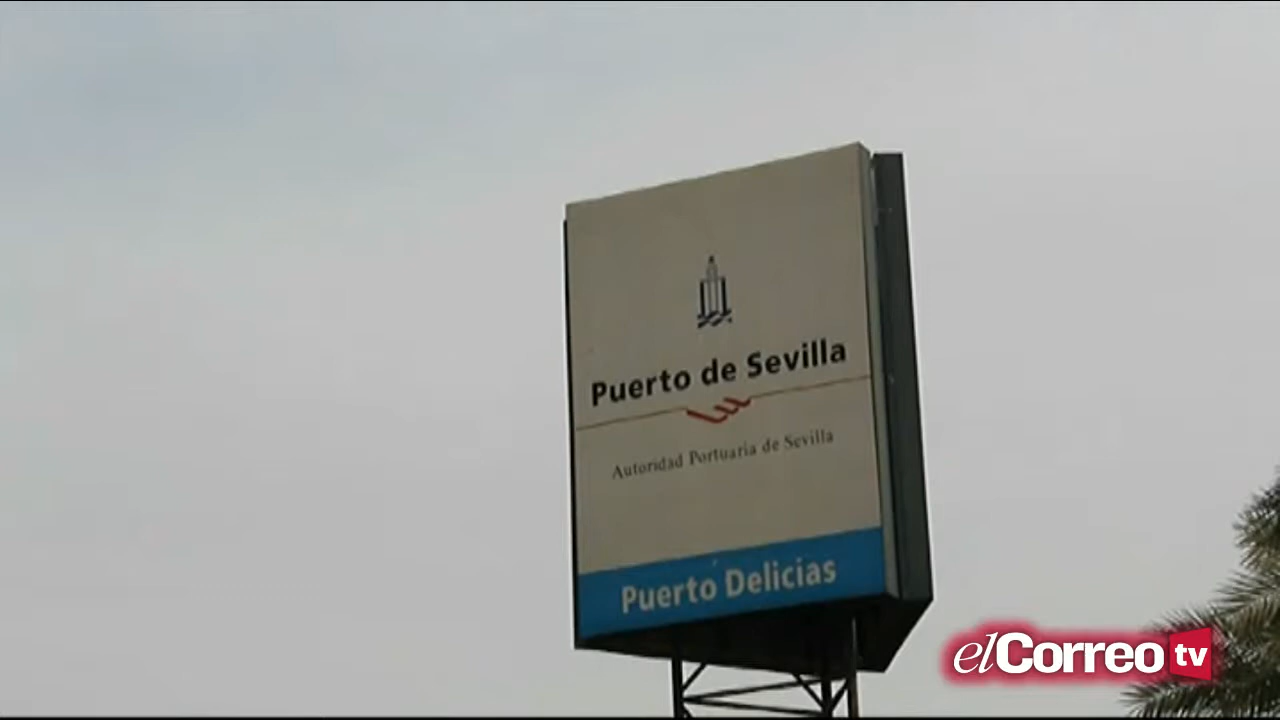 Puerto de Sevilla
Autoridad Portuaria de Sevilla
Puerto Delicias
elCorreo tv